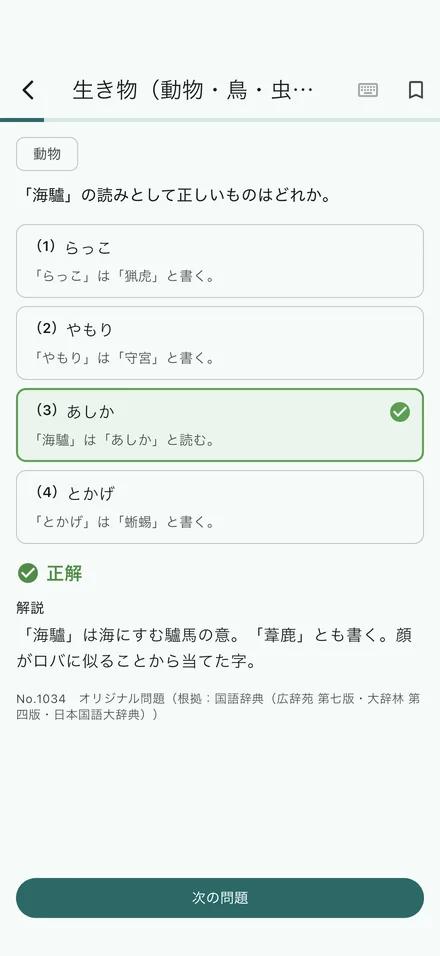 生き物（動物・鳥・虫…
動物
「海驢」の読みとして正しいものはどれか。
（1）らっこ
「らっこ」は「猟虎」と書く。
（2）やもり
「やもり」は「守宮」と書く。
（3）あしか
「海驢」は「あしか」と読む。
（4）とかげ
「とかげ」は「蜥蜴」と書く。
正解
解説
「海驢」は海にすむ驢馬の意。「葦鹿」とも書く。顔
がロバに似ることから当てた字。
No.1034　オリジナル問題（根拠：国語辞典（広辞苑 第七版・大辞林 第
四版・日本国語大辞典））
次の問題